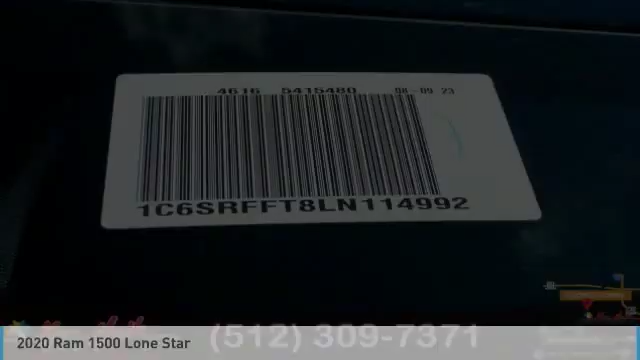 4616 5415480 08-09 23
1C6SRFFT8LN114992
(512) 309-7371
2020 Ram 1500 Lone Star